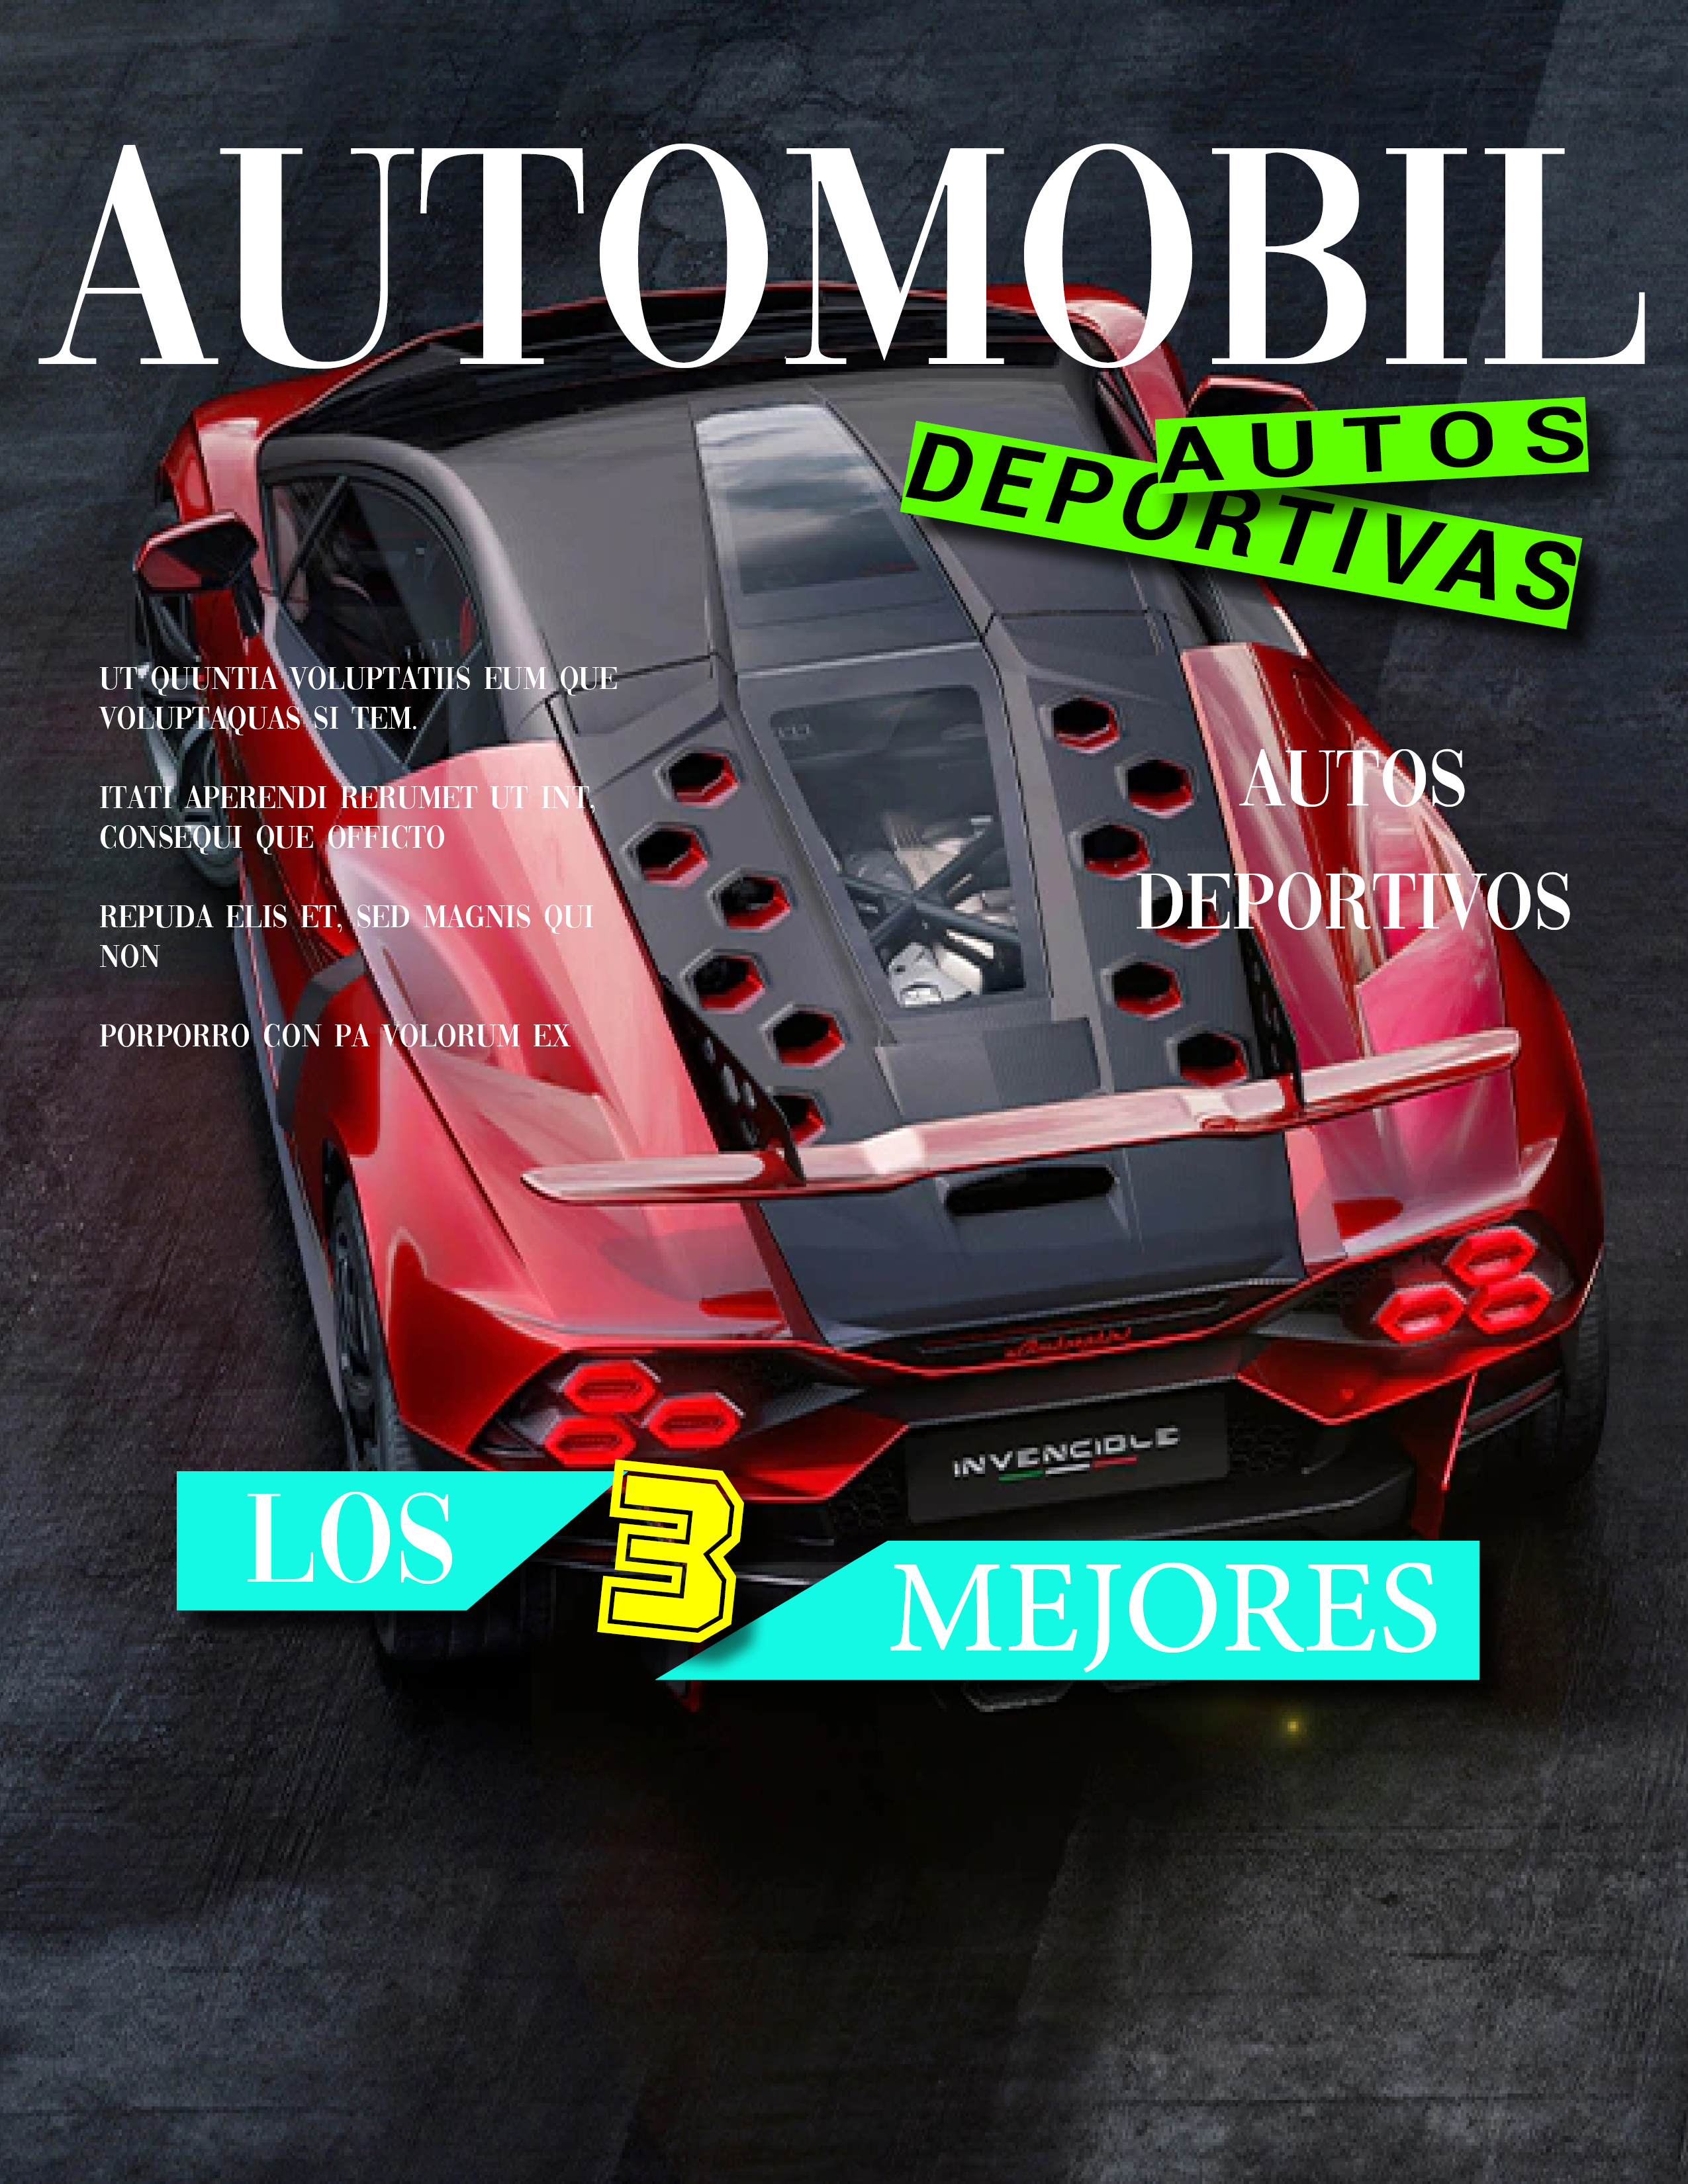 AUTOMOBIL
AUTOS
DEPORTIVAS
UT QUUNTIA VOLUPTATIIS EUM QUE
VOLUPTAQUAS SI TEM.
ITATI APERENDI RERUMET UT INT,
CONSEQUI QUE OFFICTO
REPUDA ELIS ET, SED MAGNIS QUI
NON
PORPORRO CON PA VOLORUM EX
AUTOS
DEPORTIVOS
Lamborghini
INVENCIBLE
LOS
3
MEJORES